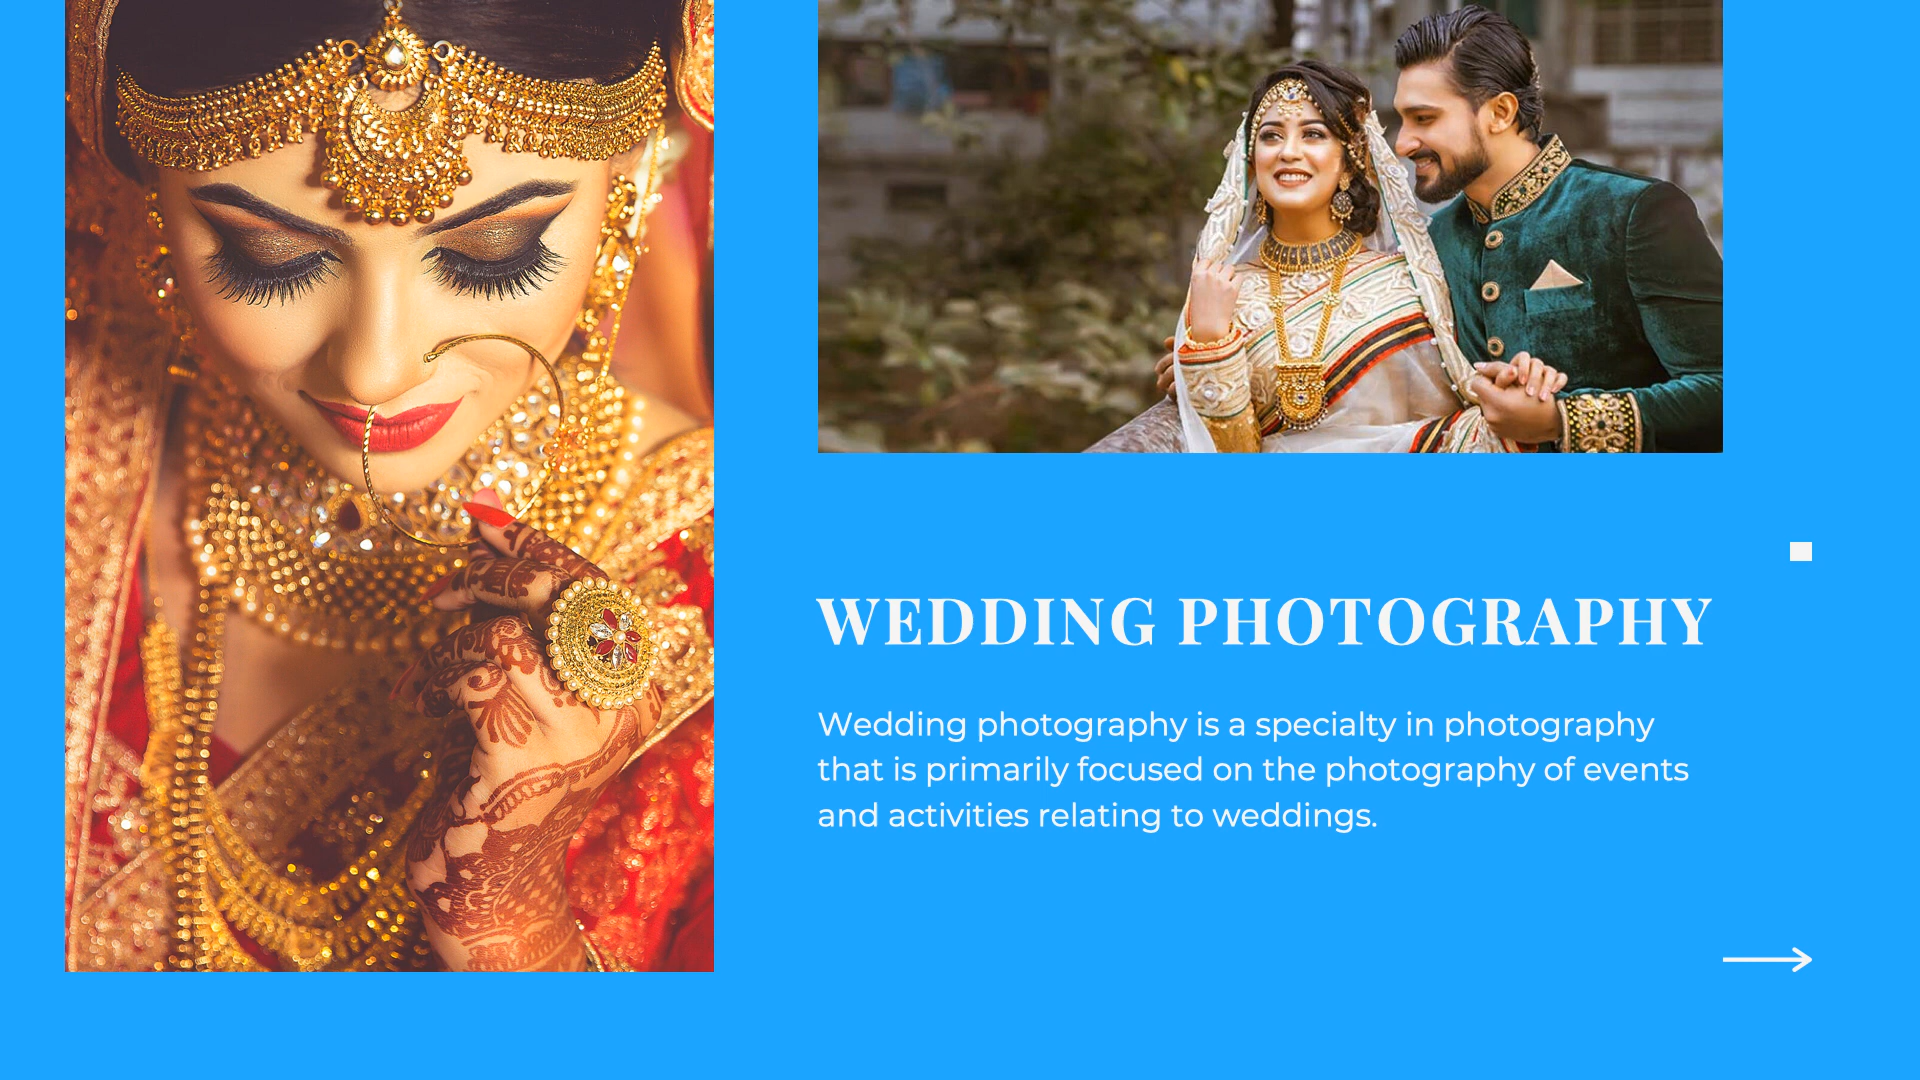 WEDDING PHOTOGRAPHY
Wedding photography is a specialty in photography
that is primarily focused on the photography of events
and activities relating to weddings.